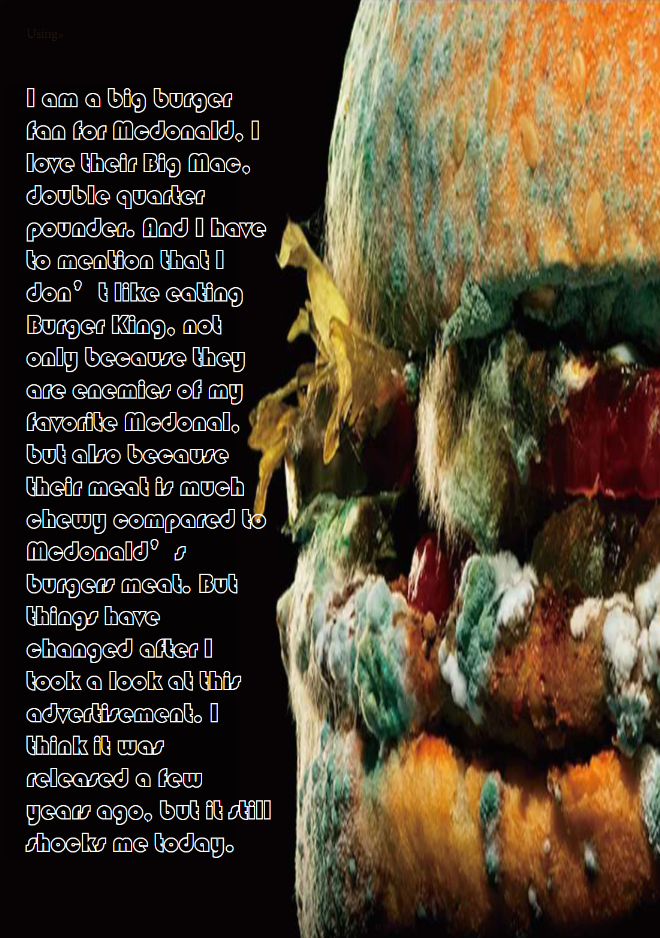 Using.
I am a big burger
fan for Mcdonald, I
love their Big Mac,
double quarter
pounder. And I have
to mention that I
don’t like eating
Burger King, not
only because they
are enemies of my
favorite Mcdonal,
but also because
their meat is much
chewy compared to
Mcdonald’s
burgers meat. But
things have
changed after I
took a look at this
advertisement. I
think it was
released a few
years ago, but it still
shocks me today.